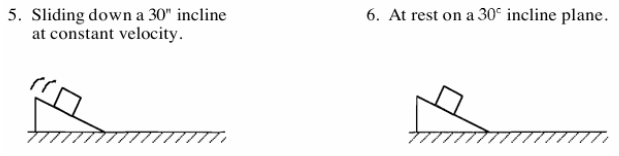 5. Sliding down a 30" incline
at constant velocity.
6. At rest on a 30° incline plane.